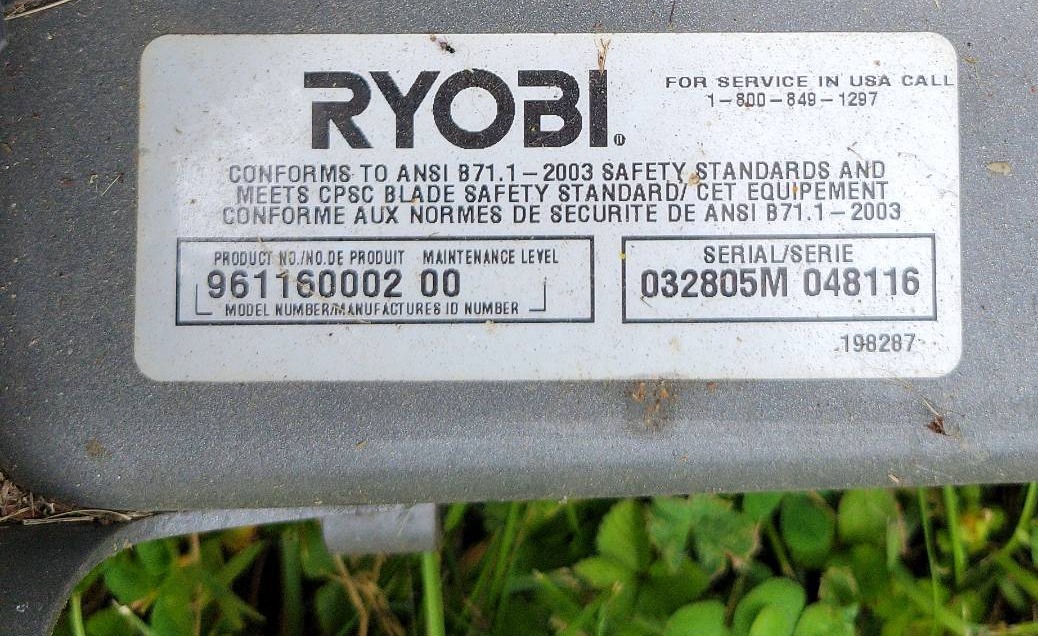 RYOBI®
FOR SERVICE IN USA CALL
1-800-849-1297
CONFORMS TO ANSI B71.1-2003 SAFETY STANDARDS AND
MEETS CPSC BLADE SAFETY STANDARD/ CET EQUIPEMENT
CONFORME AUX NORMES DE SECURITE DE ANSI B71.1-2003
PRODUCT NO./NO.DE PRODUIT MAINTENANCE LEVEL
961160002 00
MODEL NUMBER/MANUFACTURES ID NUMBER
SERIAL/SERIE
032805M 048116
198287